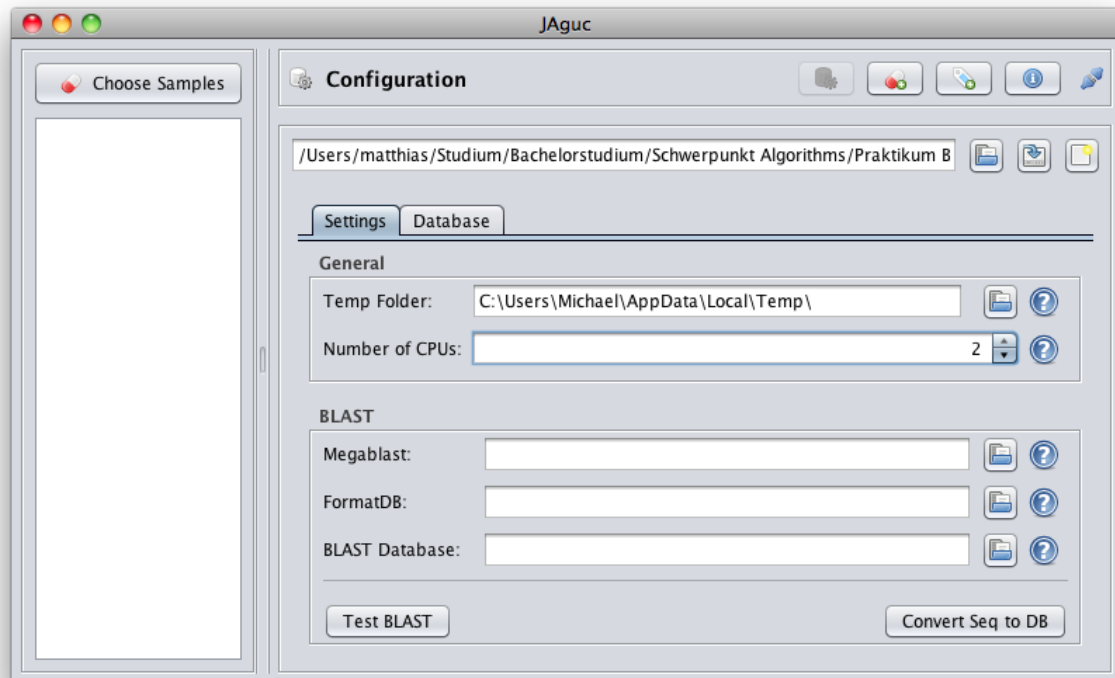 JAguc
Choose Samples
Configuration
/Users/matthias/Studium/Bachelorstudium/Schwerpunkt Algorithms/Praktikum B
Settings
Database
General
Temp Folder:
C:\Users\Michael\AppData\Local\Temp\
Number of CPUs:
2
BLAST
Megablast:
FormatDB:
BLAST Database:
Test BLAST
Convert Seq to DB